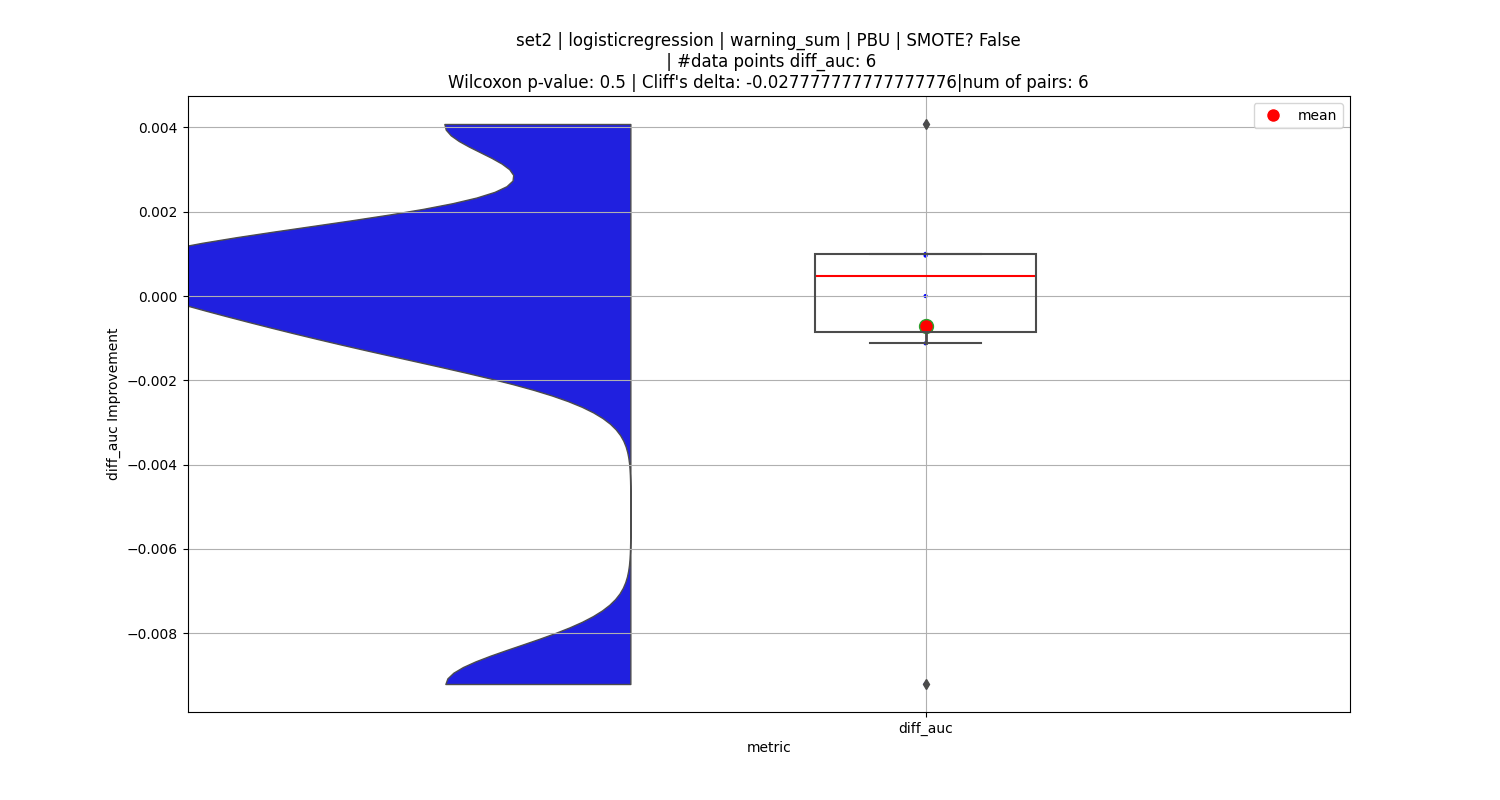 set2 | logisticregression | warning_sum | PBU | SMOTE? False
| #data points diff_auc: 6
Wilcoxon p-value: 0.5 | Cliff's delta: -0.027777777777777776|num of pairs: 6
mean
0.004
0.002
0.000
−0.002
−0.004
−0.006
−0.008
diff_auc Improvement
diff_auc
metric